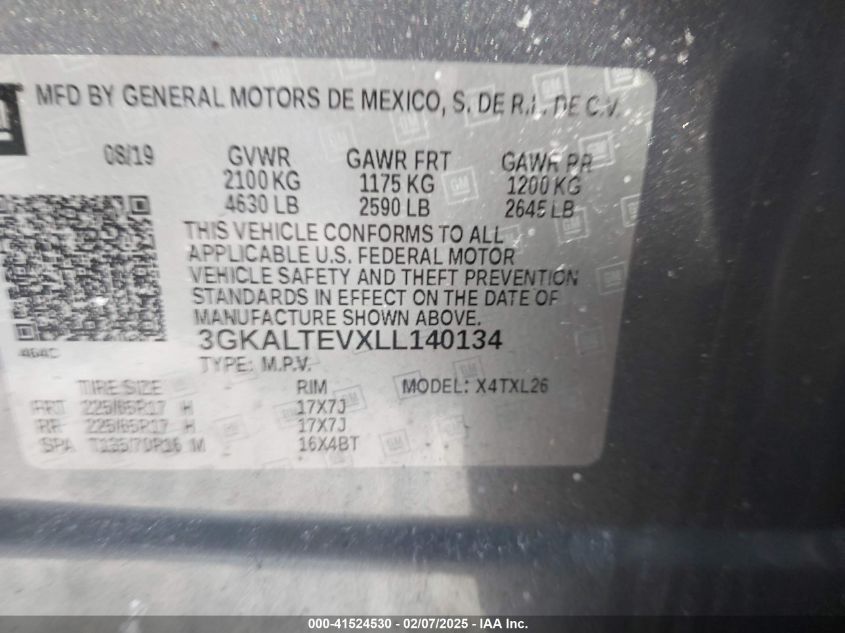 MFD BY GENERAL MOTORS DE MEXICO, S. DE R.L. DE C.V.
08/19 GVWR GAWR FRT GAWR RR
2100 KG 1175 KG 1200 KG
4630 LB 2590 LB 2645 LB
THIS VEHICLE CONFORMS TO ALL
APPLICABLE U.S. FEDERAL MOTOR
VEHICLE SAFETY AND THEFT PREVENTION
STANDARDS IN EFFECT ON THE DATE OF
MANUFACTURE SHOWN ABOVE.
3GKALTEVXLL140134
464C
TYPE: M.P.V.
TIRE SIZE RIM MODEL: X4TXL26
FRT 225/65R17 H 17X7J
RR 225/65R17 H 17X7J
SPA T135/70R16 M 16X4BT
000-41524530 - 02/07/2025 - IAA Inc.